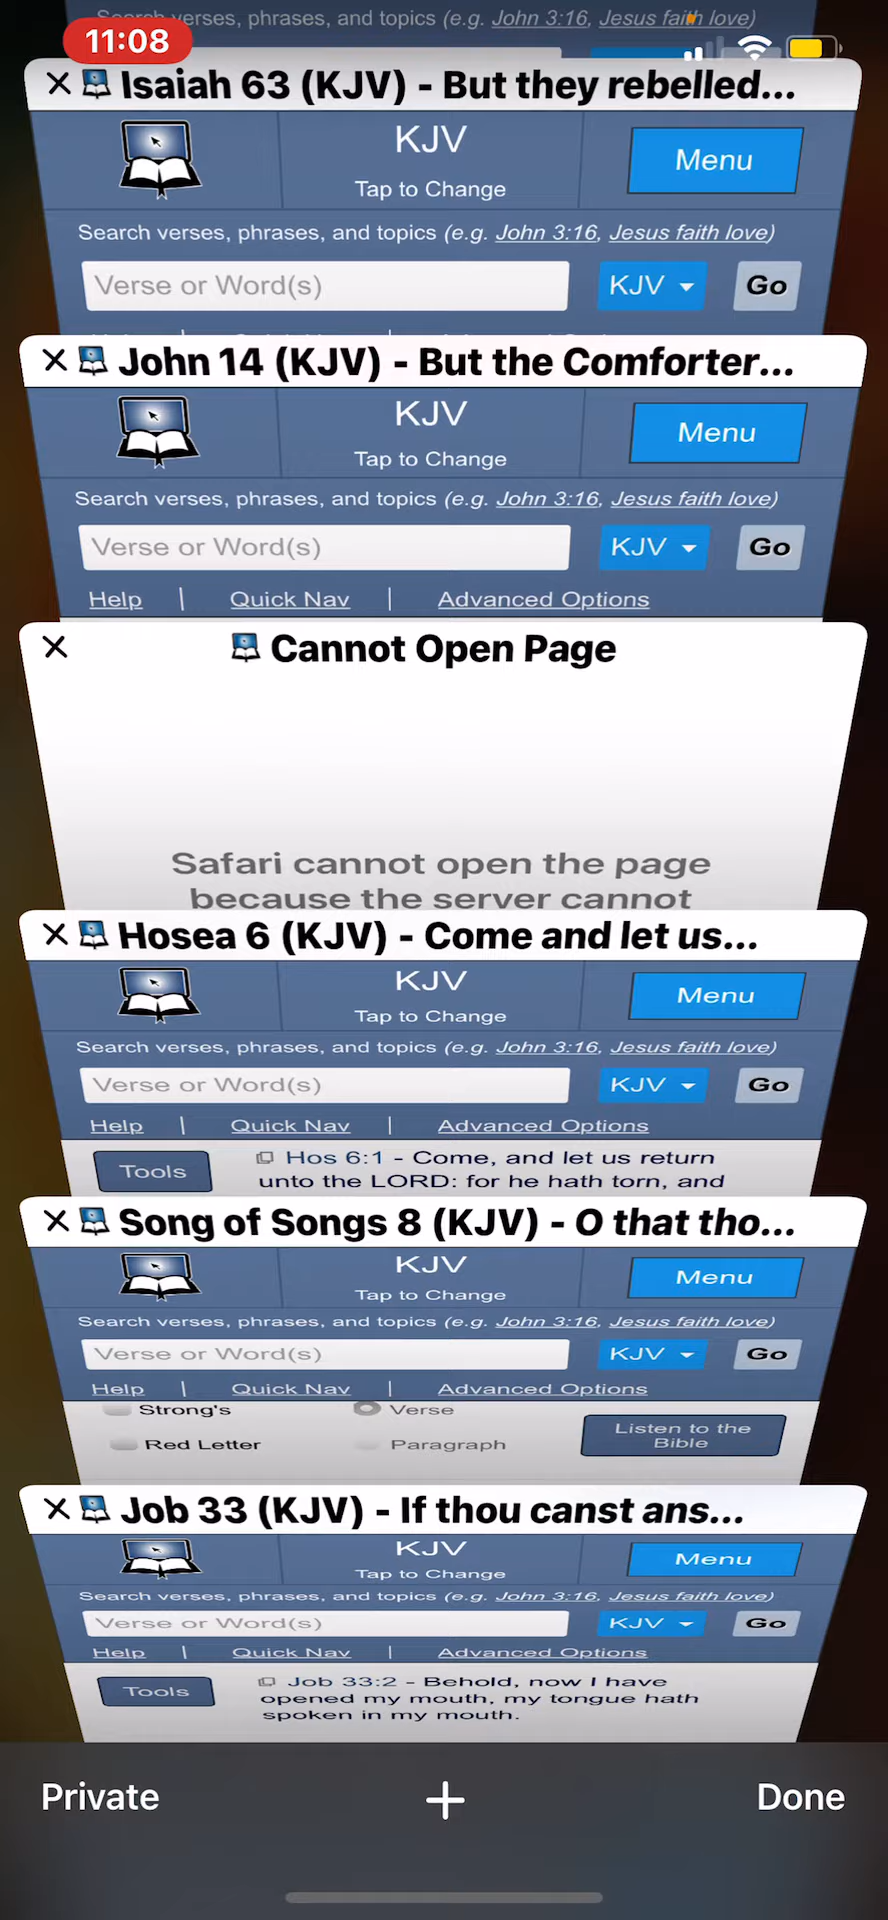 Search verses, phrases, and topics (e.g. John 3:16, Jesus faith love)
11:08
Isaiah 63 (KJV) - But they rebelled...
KJV
Tap to Change
Menu
Search verses, phrases, and topics (e.g. John 3:16, Jesus faith love)
Verse or Word(s)
KJV
Go
John 14 (KJV) - But the Comforter...
KJV
Tap to Change
Menu
Search verses, phrases, and topics (e.g. John 3:16, Jesus faith love)
Verse or Word(s)
KJV
Go
Help | Quick Nav | Advanced Options
Cannot Open Page
Safari cannot open the page
because the server cannot
Hosea 6 (KJV) - Come and let us...
KJV
Tap to Change
Menu
Search verses, phrases, and topics (e.g. John 3:16, Jesus faith love)
Verse or Word(s)
KJV
Go
Help | Quick Nav | Advanced Options
Tools
Hos 6:1 - Come, and let us return
unto the LORD: for he hath torn, and
Song of Songs 8 (KJV) - O that tho...
KJV
Tap to Change
Menu
Search verses, phrases, and topics (e.g. John 3:16, Jesus faith love)
Verse or Word(s)
KJV
Go
Help | Quick Nav | Advanced Options
Strong's
Verse
Red Letter
Paragraph
Listen to the
Bible
Job 33 (KJV) - If thou canst ans...
KJV
Tap to Change
Menu
Search verses, phrases, and topics (e.g. John 3:16, Jesus faith love)
Verse or Word(s)
KJV
Go
Help | Quick Nav | Advanced Options
Tools
Job 33:2 - Behold, now I have
opened my mouth, my tongue hath
spoken in my mouth.
Private
+
Done